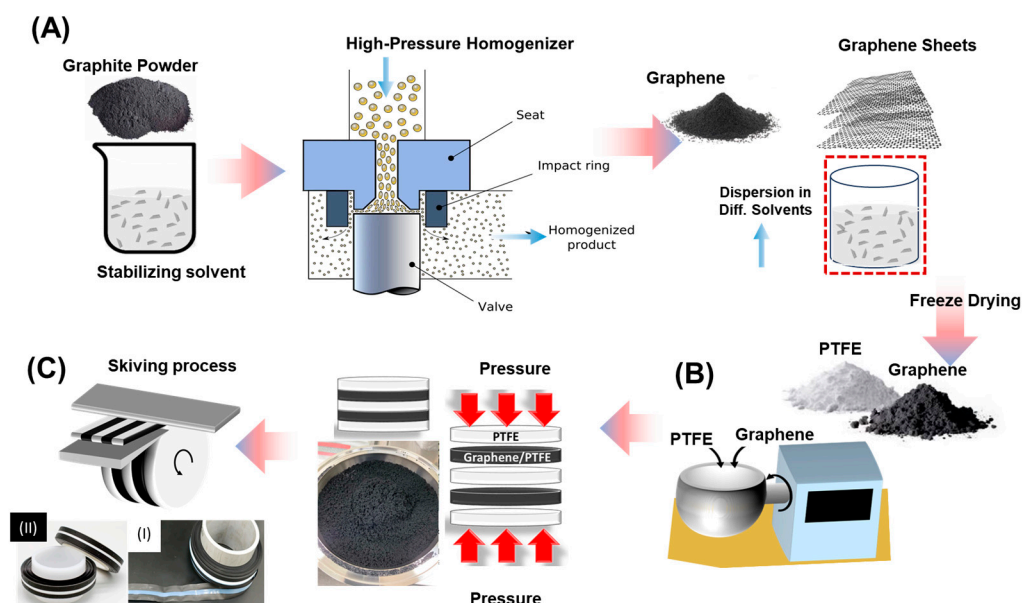 (A)
Graphite Powder
Stabilizing solvent
High-Pressure Homogenizer
Seat
Impact ring
Homogenized
product
Valve
Graphene
Graphene Sheets
Dispersion in
Diff. Solvents
Freeze Drying
(B)
PTFE
Graphene
PTFE
Graphene
(C)
Skiving process
Pressure
PTFE
Graphene/PTFE
Pressure
(II)
(I)